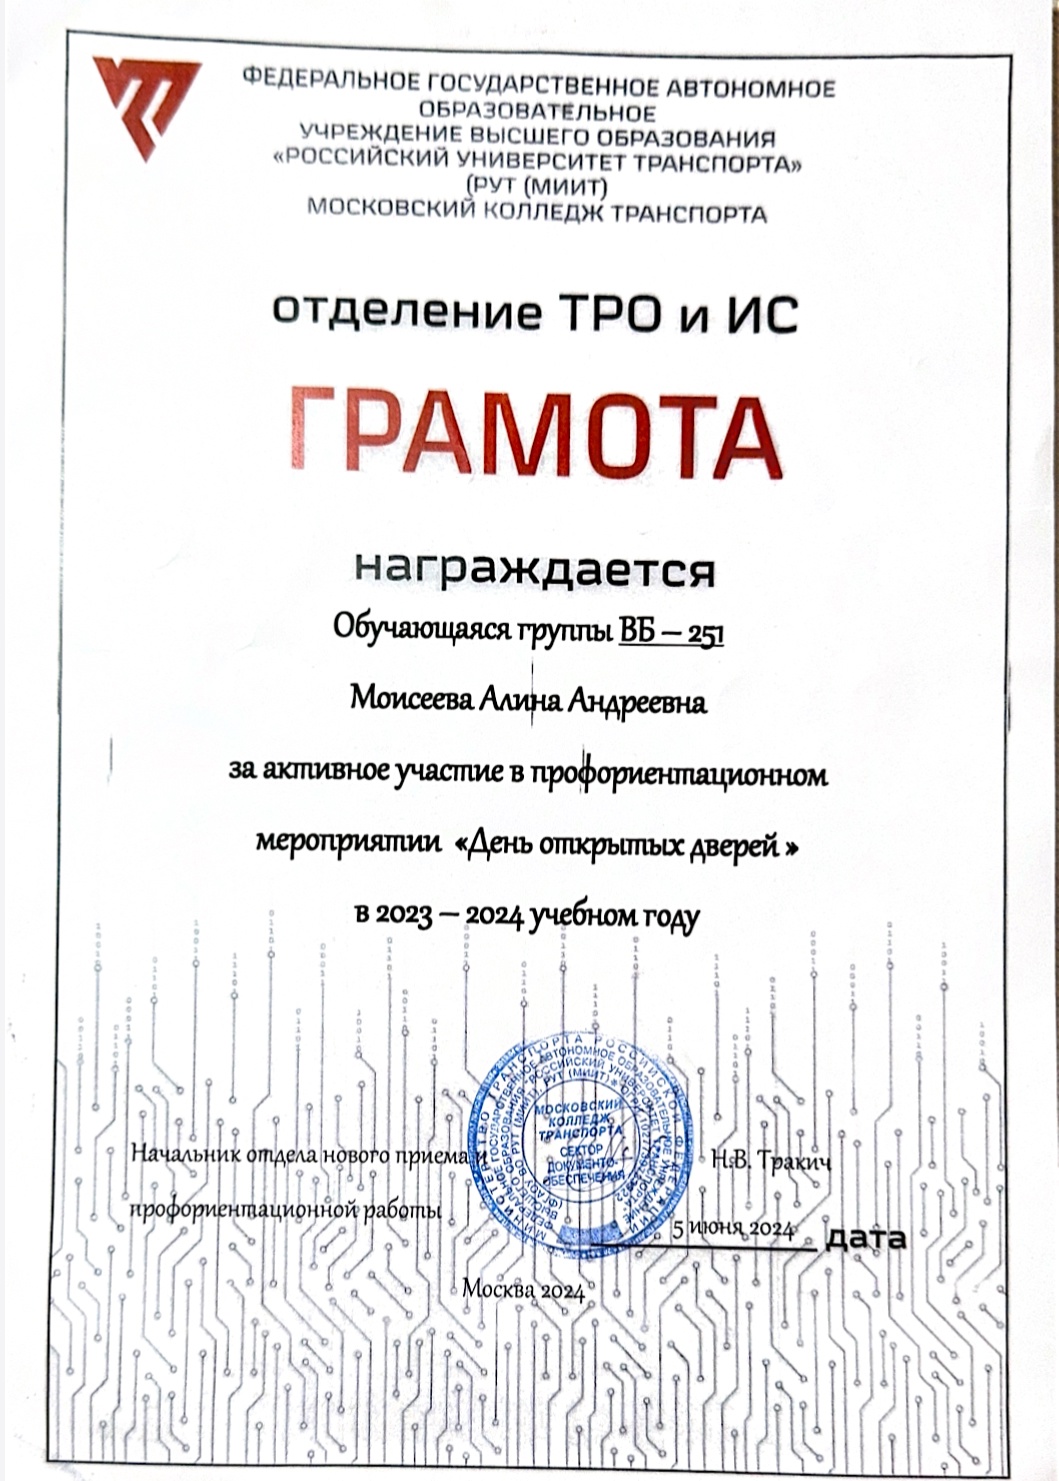 ФЕДЕРАЛЬНОЕ ГОСУДАРСТВЕННОЕ АВТОНОМНОЕ
ОБРАЗОВАТЕЛЬНОЕ
УЧРЕЖДЕНИЕ ВЫСШЕГО ОБРАЗОВАНИЯ
«РОССИЙСКИЙ УНИВЕРСИТЕТ ТРАНСПОРТА»
(РУТ (МИИТ)
МОСКОВСКИЙ КОЛЛЕДЖ ТРАНСПОРТА
отделение ТРО и ИС
ГРАМОТА
награждается
Обучающаяся группы ВБ – 251
Моисеева Алина Андреевна
за активное участие в профориентационном
мероприятии «День открытых дверей »
в 2023 – 2024 учебном году
МОСКОВСКИЙ
КОЛЛЕДЖ
ТРАНСПОРТА
СЕКТОР
ДОКУМЕНТО-
ОБЕСПЕЧЕНИЯ
Начальник отдела нового приема и
Н.В. Тракич
профориентационной работы
5 июня 2024 дата
Москва 2024